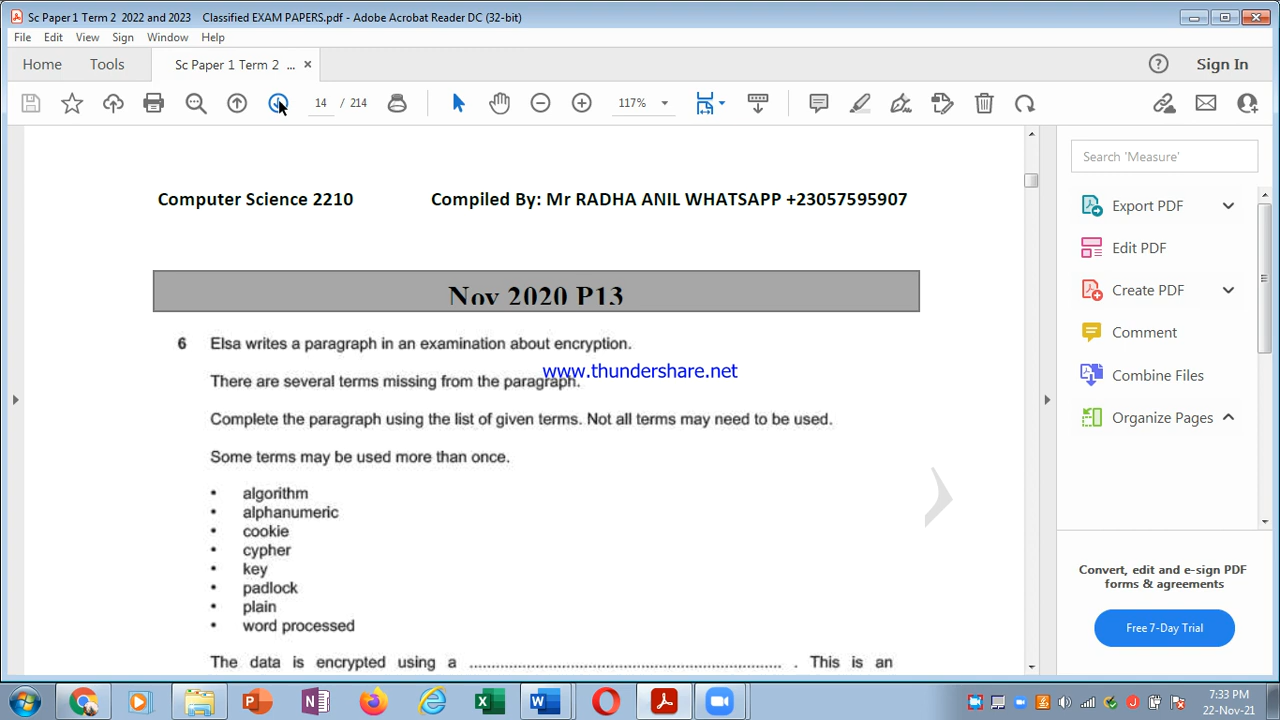 Sc Paper 1 Term 2  2022 and 2023   Classified EXAM PAPERS.pdf - Adobe Acrobat Reader DC (32-bit)
File Edit View Sign Window Help
Home Tools Sc Paper 1 Term 2 ... × Sign In
14 / 214 117%
Search 'Measure'
Export PDF
Edit PDF
Create PDF
Comment
Combine Files
Organize Pages
Convert, edit and e-sign PDF
forms & agreements
Free 7-Day Trial
Computer Science 2210 Compiled By: Mr RADHA ANIL WHATSAPP +23057595907
Nov 2020 P13
6 Elsa writes a paragraph in an examination about encryption.
www.thundershare.net
There are several terms missing from the paragraph.
Complete the paragraph using the list of given terms. Not all terms may need to be used.
Some terms may be used more than once.
• algorithm
• alphanumeric
• cookie
• cypher
• key
• padlock
• plain
• word processed
The data is encrypted using a ...................................................................... . This is an
7:33 PM
22-Nov-21